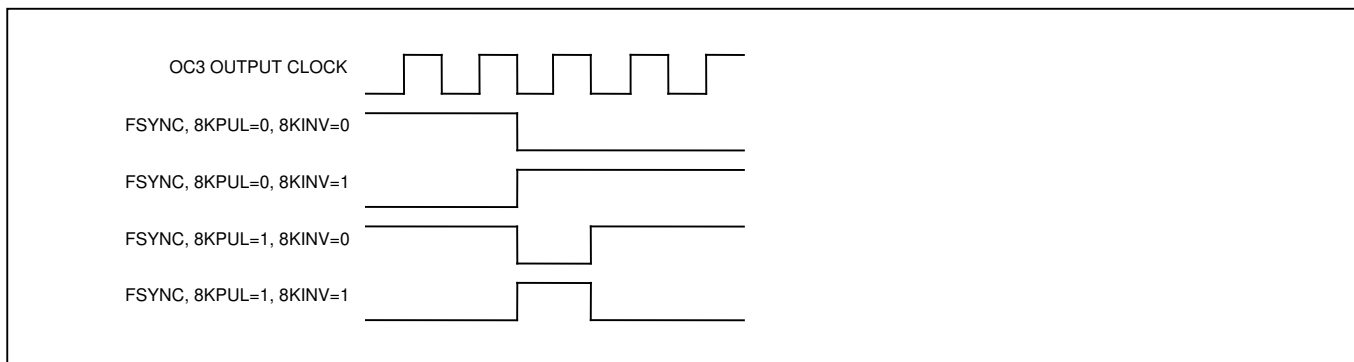 OC3 OUTPUT CLOCK
FSYNC, 8KPUL=0, 8KINV=0
FSYNC, 8KPUL=0, 8KINV=1
FSYNC, 8KPUL=1, 8KINV=0
FSYNC, 8KPUL=1, 8KINV=1